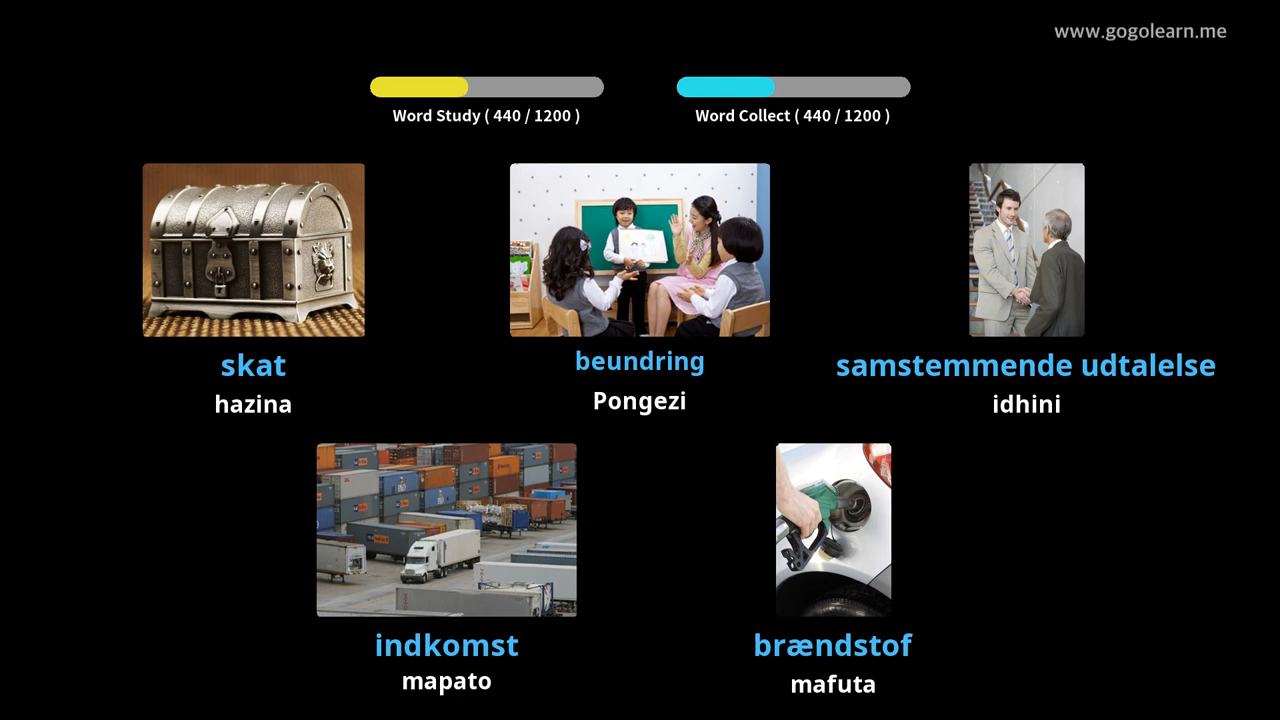 www.gogolearn.me
Word Study ( 440 / 1200 )
Word Collect ( 440 / 1200 )
skat
hazina
beundring
Pongezi
samstemmende udtalelse
idhini
indkomst
mapato
brændstof
mafuta